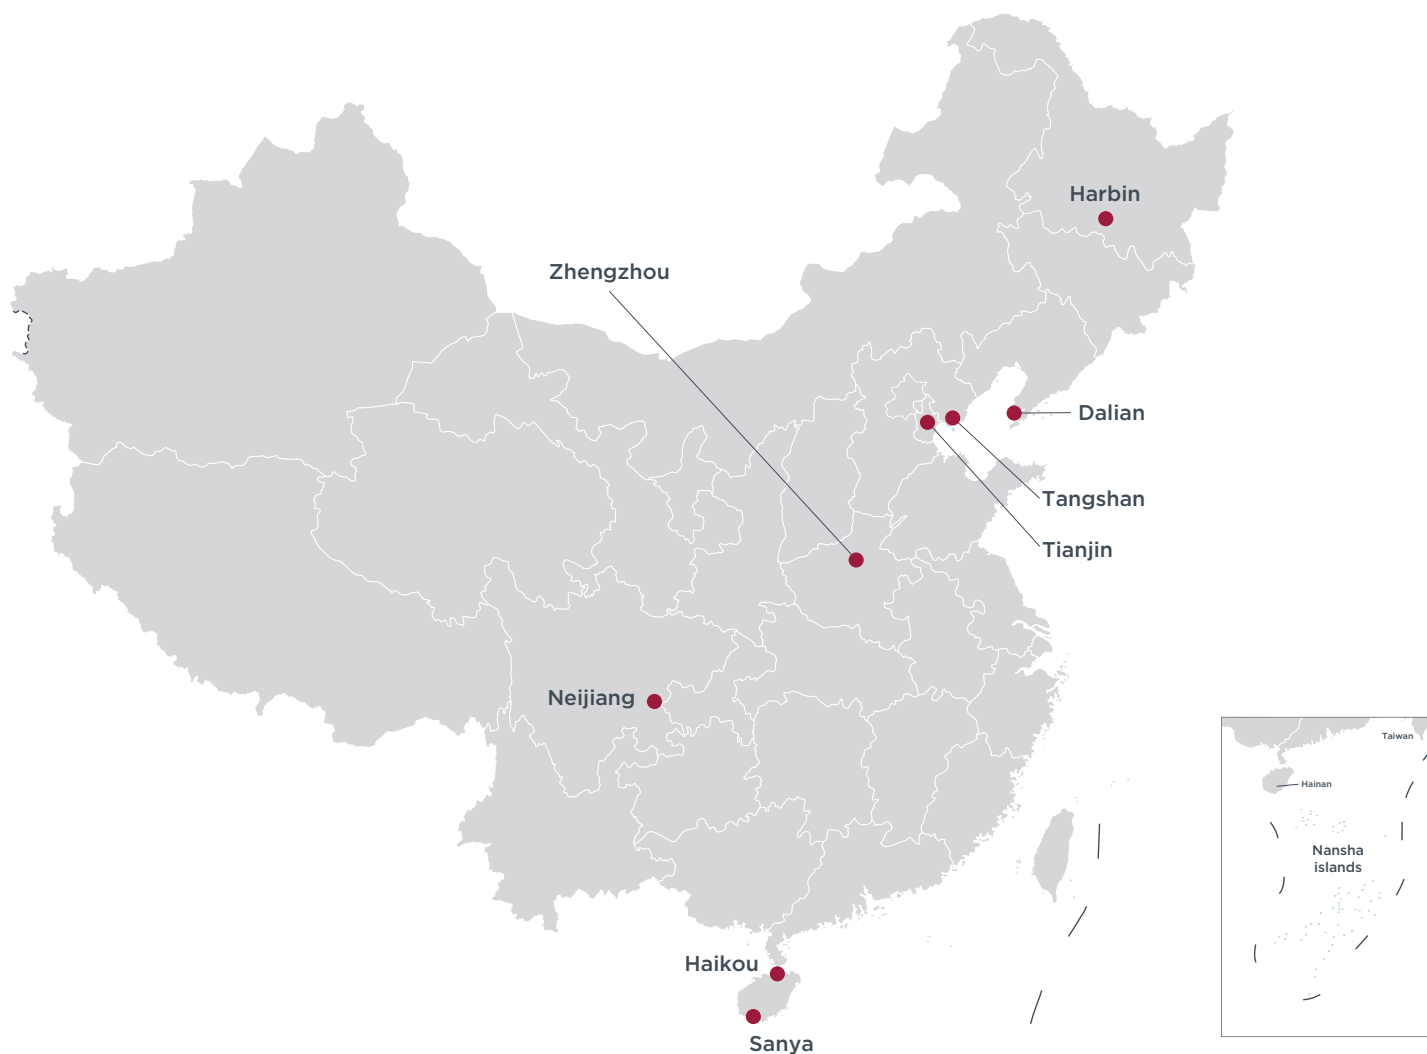 Harbin
Zhengzhou
Dalian
Tangshan
Tianjin
Neijiang
Taiwan
Hainan
Nansha
islands
Haikou
Sanya